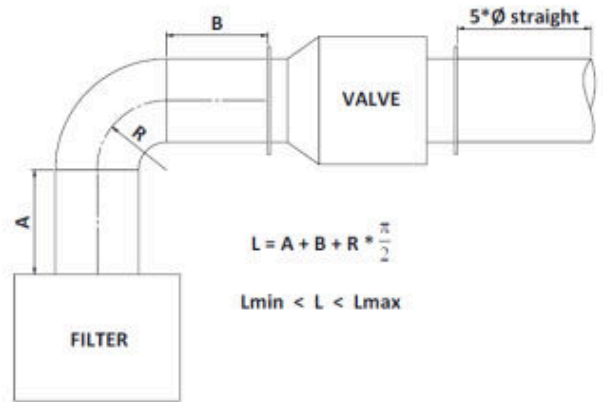 B
5*Ø straight
VALVE
R
A
L = A + B + R * π/2
Lmin < L < Lmax
FILTER